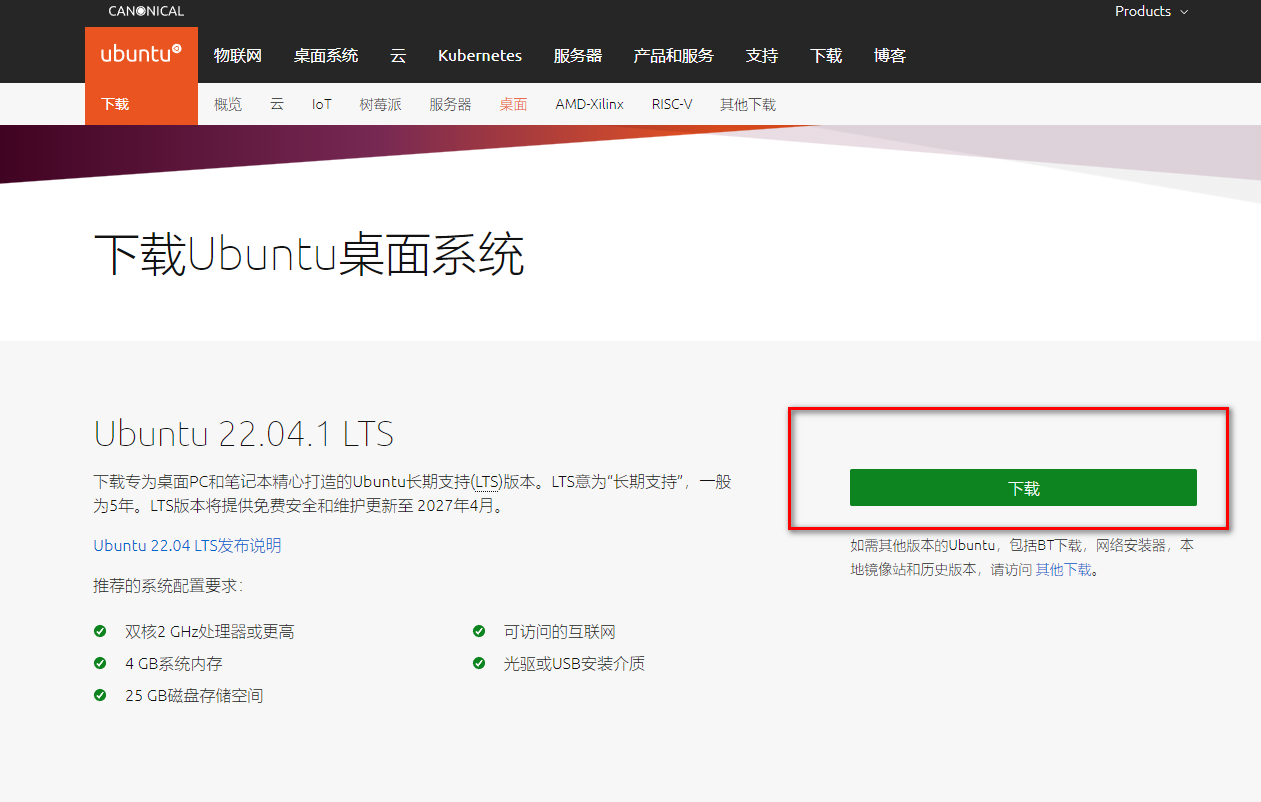 CANONICAL
Products
ubuntu
物联网 桌面系统 云 Kubernetes 服务器 产品和服务 支持 下载 博客
下载 概览 云 IoT 树莓派 服务器 桌面 AMD-Xilinx RISC-V 其他下载
下载Ubuntu桌面系统
Ubuntu 22.04.1 LTS
下载专为桌面PC和笔记本精心打造的Ubuntu长期支持(LTS)版本。LTS意为“长期支持”，一般
为5年。LTS版本将提供免费安全和维护更新至 2027年4月。
Ubuntu 22.04 LTS发布说明
推荐的系统配置要求：
双核2 GHz处理器或更高
4 GB系统内存
25 GB磁盘存储空间
可访问的互联网
光驱或USB安装介质
下载
如需其他版本的Ubuntu，包括BT下载，网络安装器，本
地镜像站和历史版本，请访问 其他下载。